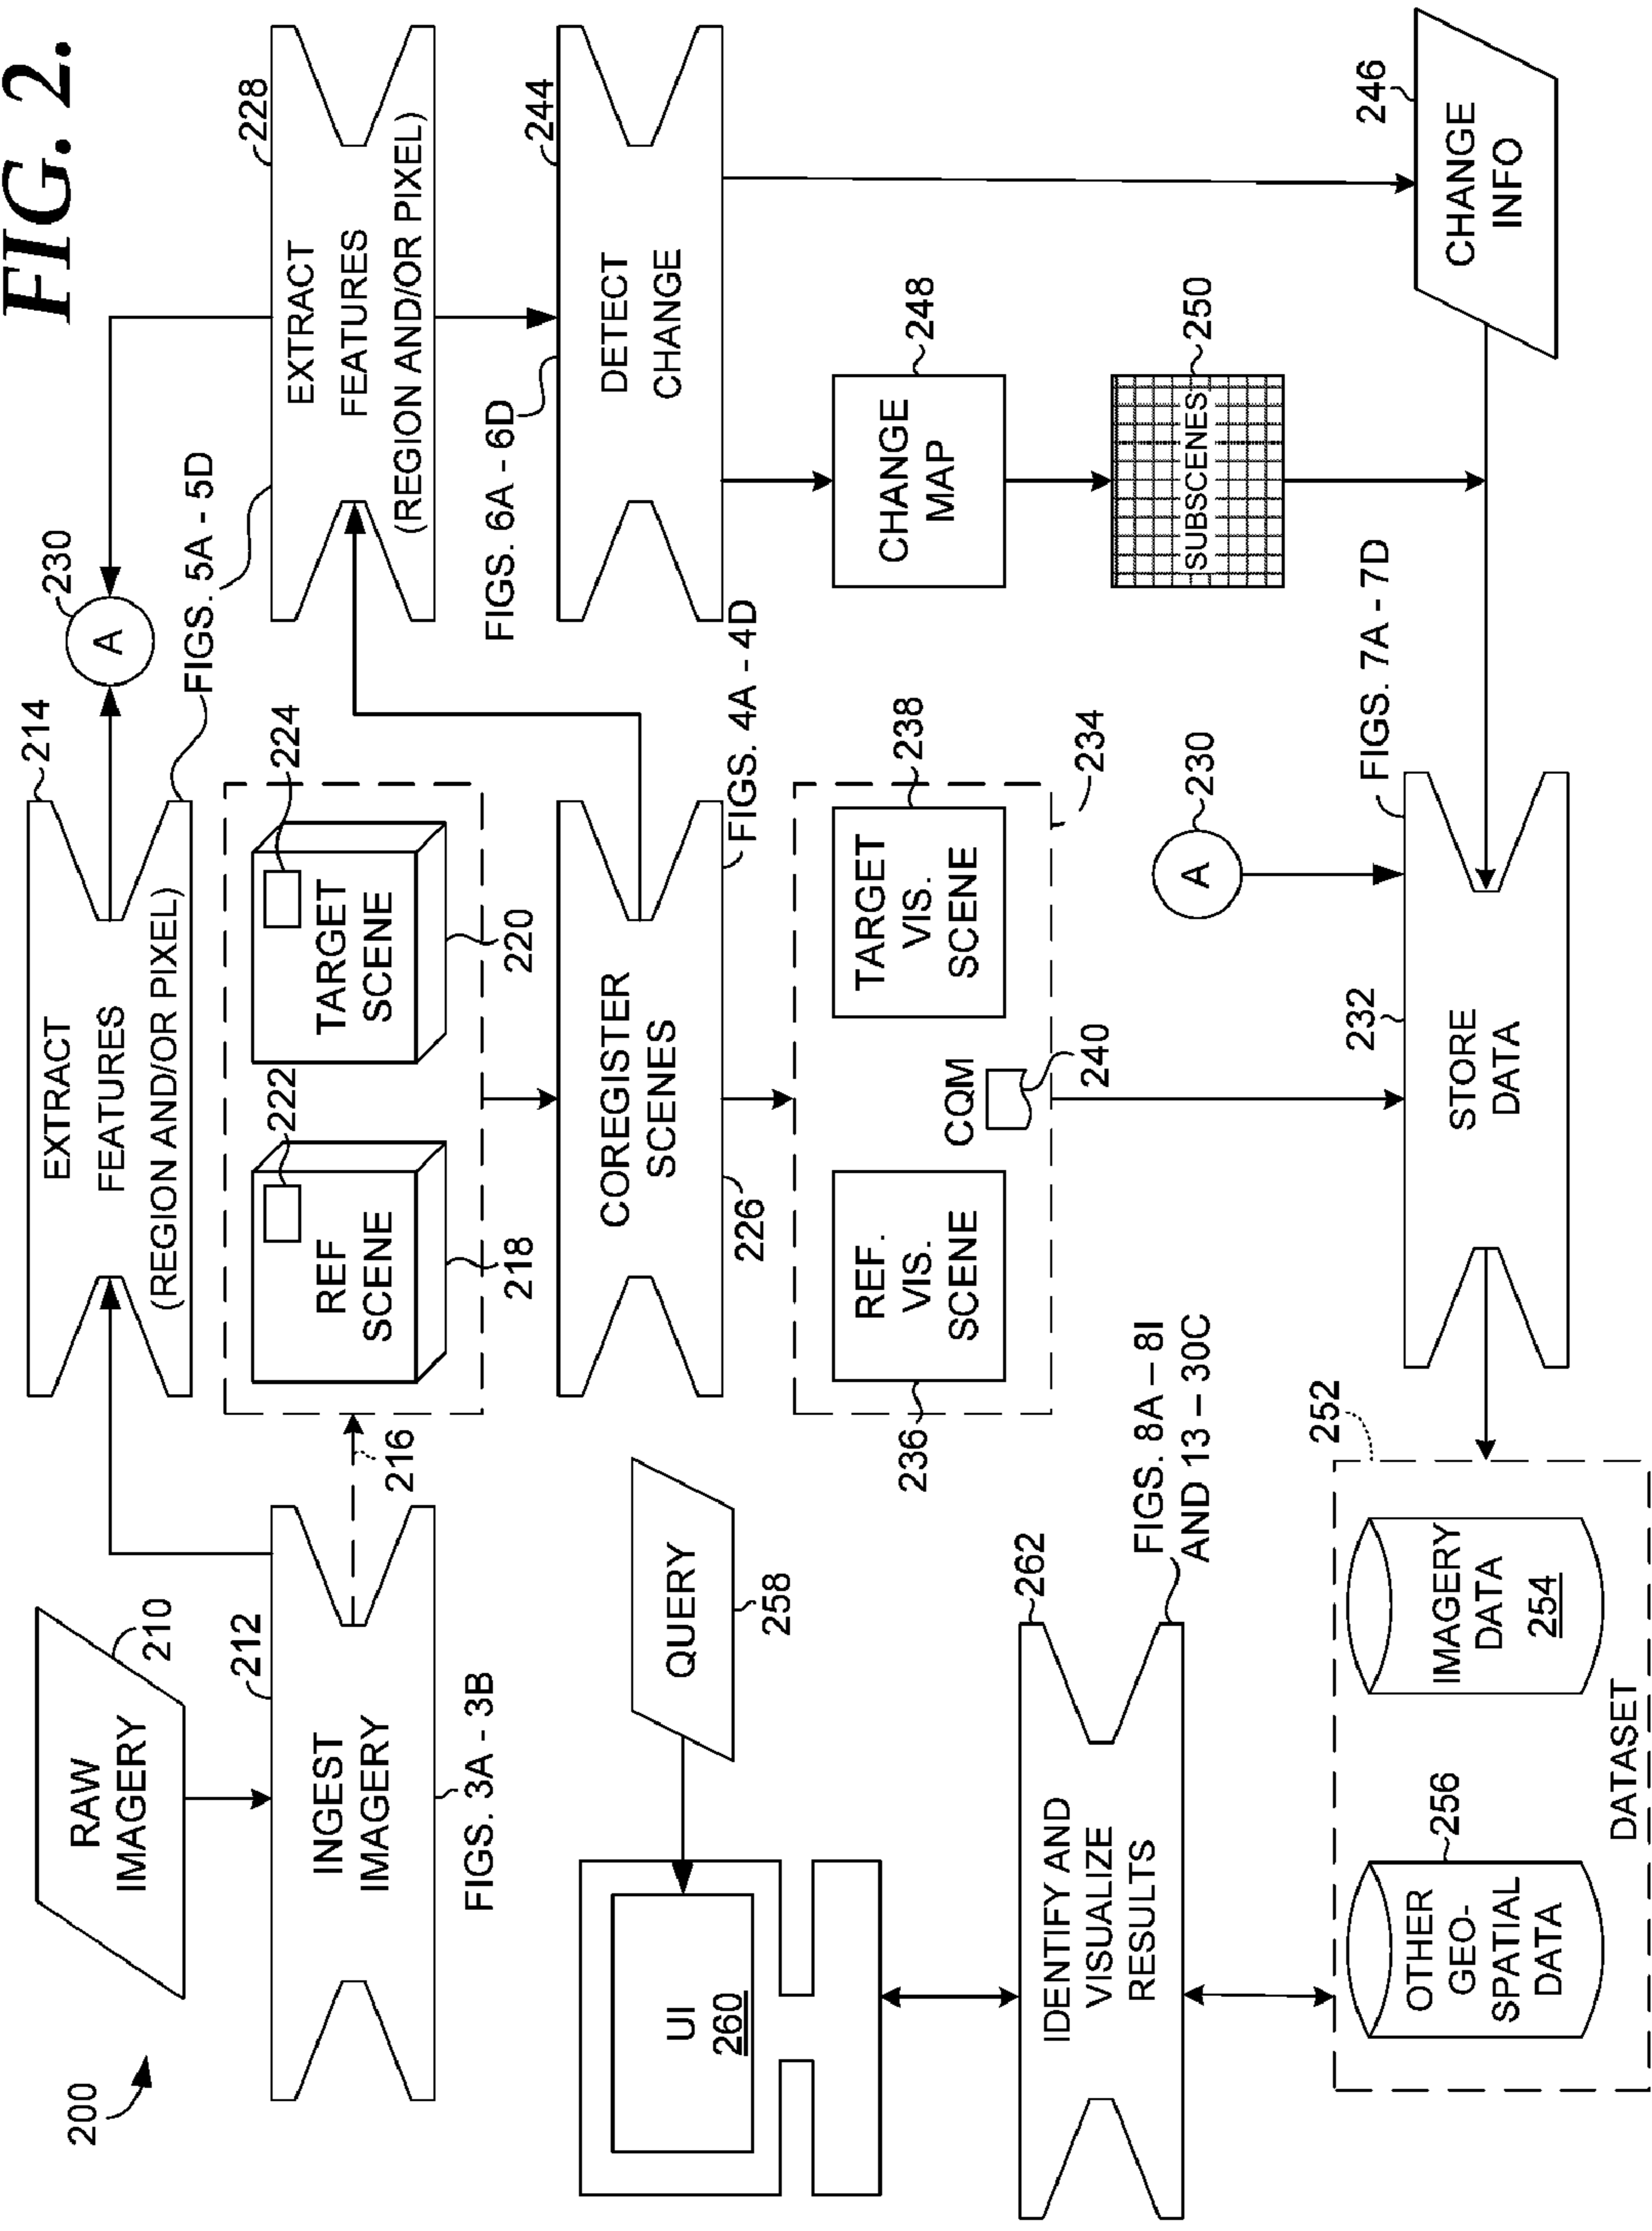 FIG. 2.
200
RAW
IMAGERY
210
212
INGEST
IMAGERY
FIGS. 3A - 3B
216
214
EXTRACT
FEATURES
(REGION AND/OR PIXEL)
FIGS. 5A - 5D
A
230
228
EXTRACT
FEATURES
(REGION AND/OR PIXEL)
222
224
REF
SCENE
TARGET
SCENE
218
220
COREGISTER
SCENES
226
FIGS. 4A - 4D
FIGS. 6A - 6D
244
DETECT
CHANGE
REF.
VIS.
SCENE
TARGET
VIS.
SCENE
236
238
CQM
240
234
CHANGE
MAP
248
SUBSCENES
250
246
CHANGE
INFO
A
230
FIGS. 7A - 7D
232
STORE
DATA
QUERY
258
UI
260
262
IDENTIFY AND
VISUALIZE
RESULTS
FIGS. 8A – 8I
AND 13 – 30C
252
OTHER
GEO-
SPATIAL
DATA
256
IMAGERY
DATA
254
DATASET